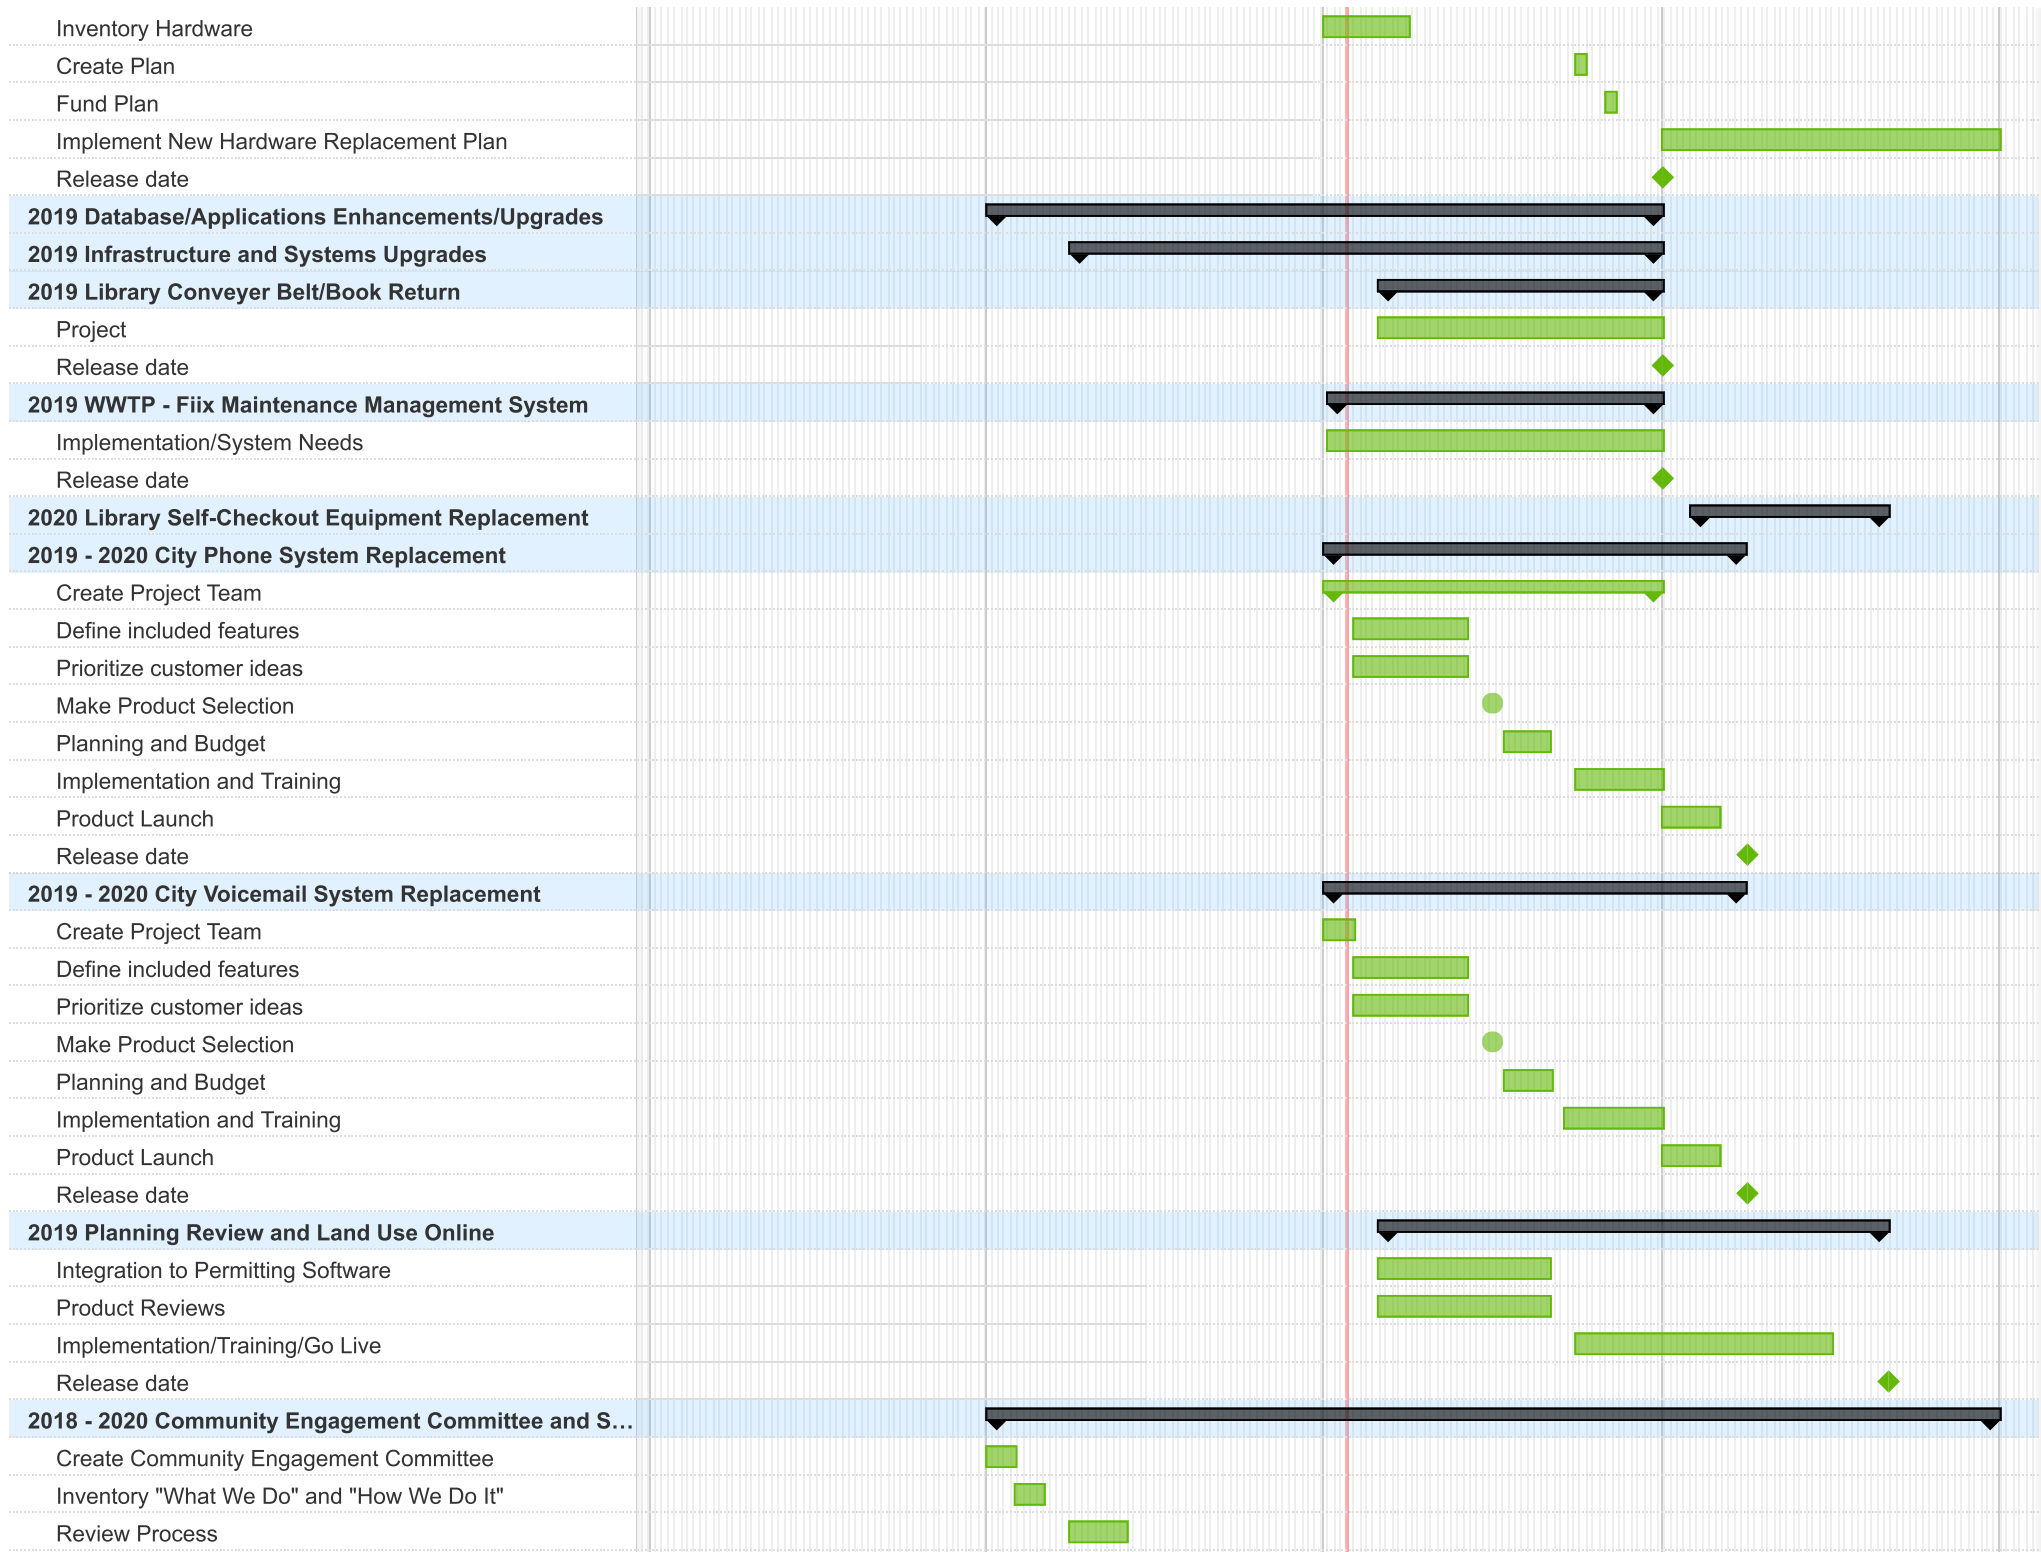 Inventory Hardware
Create Plan
Fund Plan
Implement New Hardware Replacement Plan
Release date
2019 Database/Applications Enhancements/Upgrades
2019 Infrastructure and Systems Upgrades
2019 Library Conveyer Belt/Book Return
Project
Release date
2019 WWTP - Fiix Maintenance Management System
Implementation/System Needs
Release date
2020 Library Self-Checkout Equipment Replacement
2019 - 2020 City Phone System Replacement
Create Project Team
Define included features
Prioritize customer ideas
Make Product Selection
Planning and Budget
Implementation and Training
Product Launch
Release date
2019 - 2020 City Voicemail System Replacement
Create Project Team
Define included features
Prioritize customer ideas
Make Product Selection
Planning and Budget
Implementation and Training
Product Launch
Release date
2019 Planning Review and Land Use Online
Integration to Permitting Software
Product Reviews
Implementation/Training/Go Live
Release date
2018 - 2020 Community Engagement Committee and S...
Create Community Engagement Committee
Inventory "What We Do" and "How We Do It"
Review Process